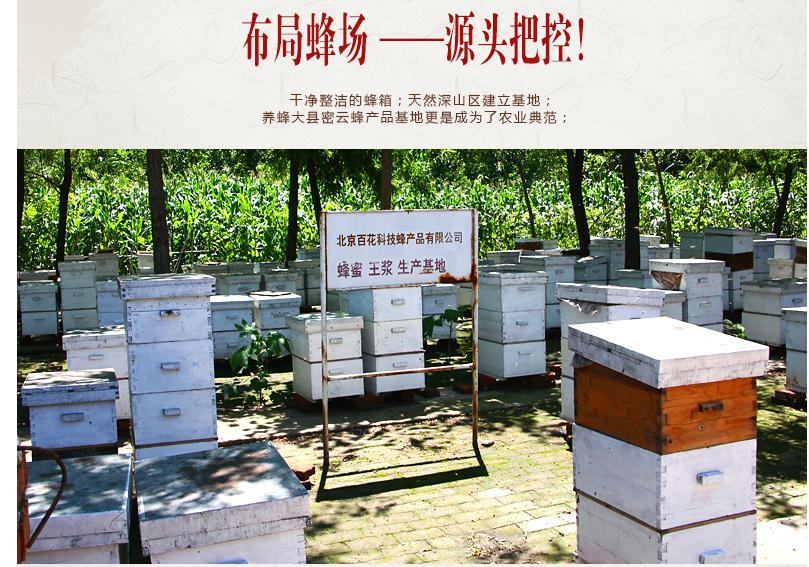 布局蜂场 ——源头把控！
干净整洁的蜂箱；天然深山区建立基地；
养蜂大县密云蜂产品基地更是成为了农业典范；
北京百花科技蜂产品有限公司
蜂蜜 王浆 生产基地